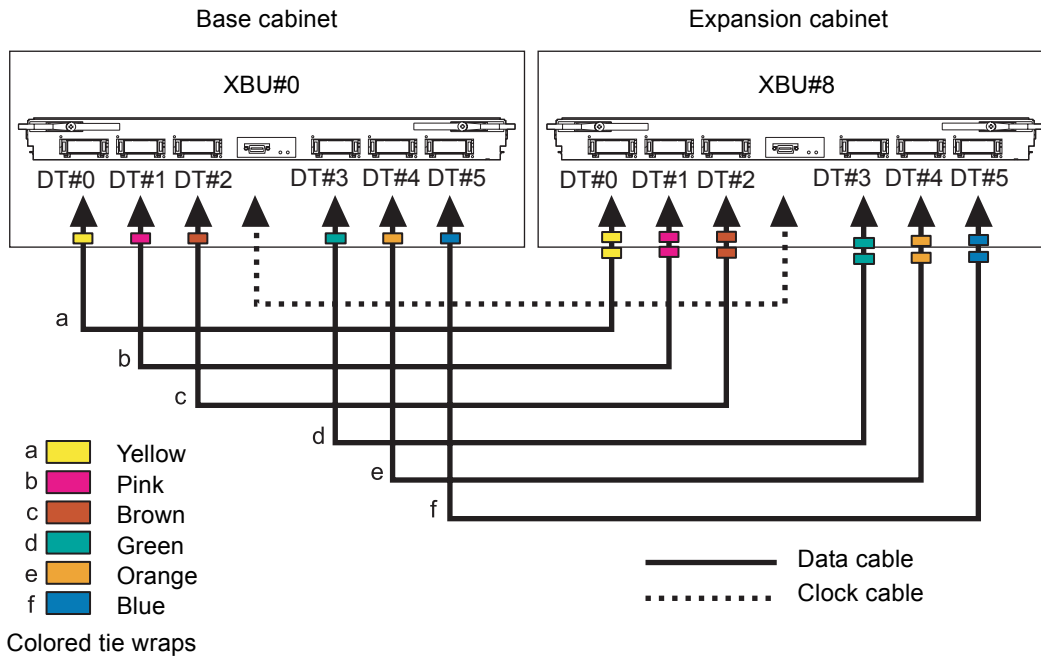 Base cabinet
Expansion cabinet
XBU#0
XBU#8
DT#0 DT#1 DT#2 DT#3 DT#4 DT#5
DT#0 DT#1 DT#2 DT#3 DT#4 DT#5
a
b
c
d
e
f
a Yellow
b Pink
c Brown
d Green
e Orange
f Blue
Colored tie wraps
Data cable
Clock cable